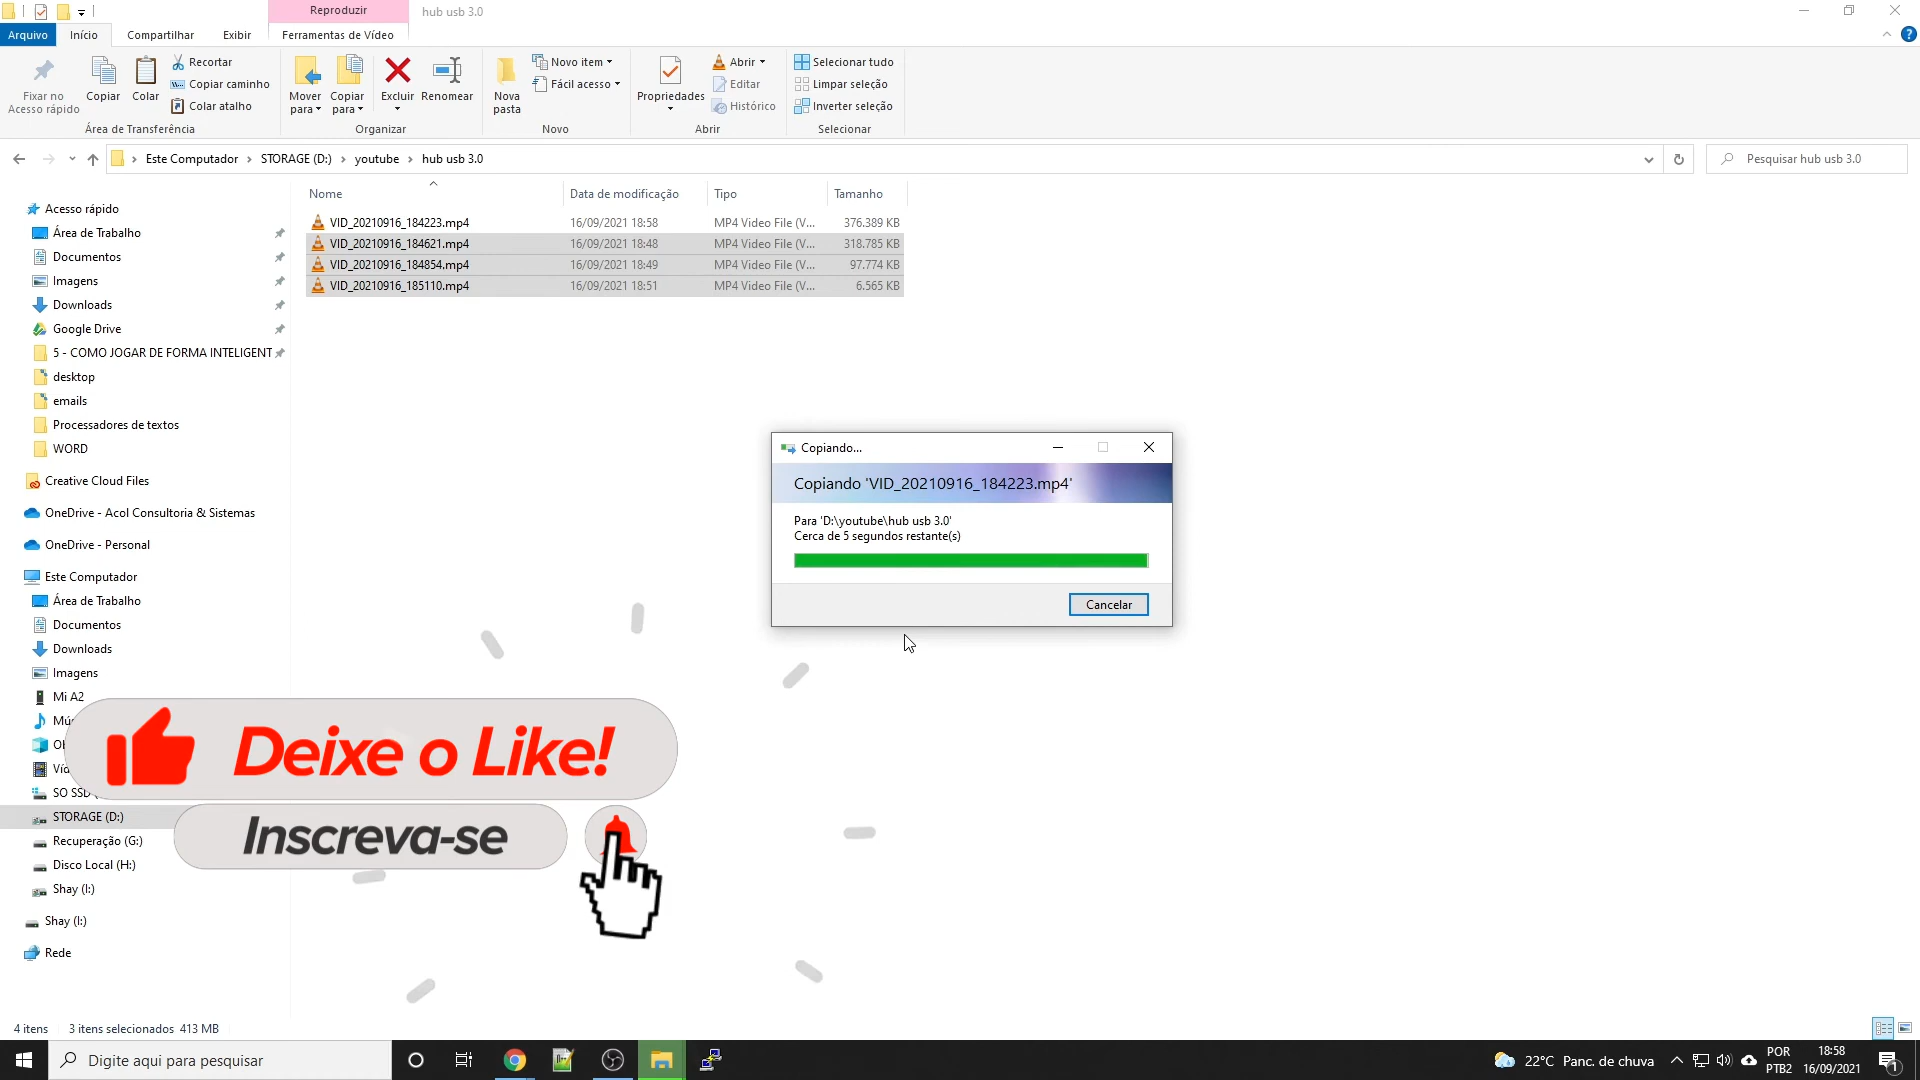 Reproduzir
hub usb 3.0
Arquivo
Início
Compartilhar
Exibir
Ferramentas de Vídeo
Fixar no
Acesso rápido
Copiar
Colar
Recortar
Copiar caminho
Colar atalho
Área de Transferência
Mover
para
Copiar
para
Excluir
Renomear
Organizar
Nova
pasta
Novo item
Fácil acesso
Novo
Propriedades
Abrir
Editar
Histórico
Abrir
Selecionar tudo
Limpar seleção
Inverter seleção
Selecionar
Este Computador > STORAGE (D:) > youtube > hub usb 3.0
Pesquisar hub usb 3.0
Nome Data de modificação Tipo Tamanho
VID_20210916_184223.mp4 16/09/2021 18:58 MP4 Video File (V... 376.389 KB
VID_20210916_184621.mp4 16/09/2021 18:48 MP4 Video File (V... 318.785 KB
VID_20210916_184854.mp4 16/09/2021 18:49 MP4 Video File (V... 97.774 KB
VID_20210916_185110.mp4 16/09/2021 18:51 MP4 Video File (V... 6.565 KB
Acesso rápido
Área de Trabalho
Documentos
Imagens
Downloads
Google Drive
5 - COMO JOGAR DE FORMA INTELIGENT
desktop
emails
Processadores de textos
WORD
Creative Cloud Files
OneDrive - Acol Consultoria & Sistemas
OneDrive - Personal
Este Computador
Área de Trabalho
Documentos
Downloads
Imagens
Mi A2
SO SSD
STORAGE (D:)
Recuperação (G:)
Disco Local (H:)
Shay (I:)
Shay (I:)
Rede
Copiando...
Copiando 'VID_20210916_184223.mp4'
Para 'D:\youtube\hub usb 3.0'
Cerca de 5 segundos restante(s)
Cancelar
Deixe o Like!
Inscreva-se
4 itens 3 itens selecionados 413 MB
Digite aqui para pesquisar
22°C Panc. de chuva
POR
PTB2
18:58
16/09/2021
1